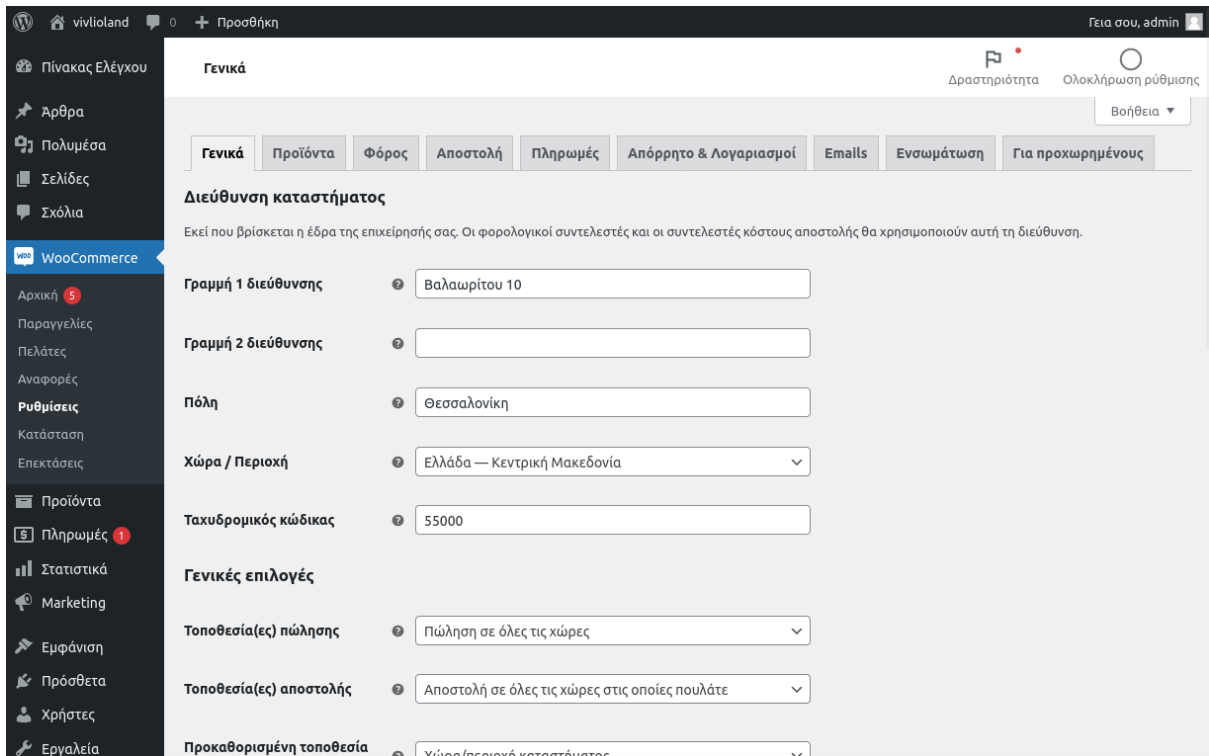 vivlioland 0 Προσθήκη Γεια σου, admin
Πίνακας Ελέγχου
Άρθρα
Πολυμέσα
Σελίδες
Σχόλια
WooCommerce
Αρχική 5
Παραγγελίες
Πελάτες
Αναφορές
Ρυθμίσεις
Κατάσταση
Επεκτάσεις
Προϊόντα
Πληρωμές 1
Στατιστικά
Marketing
Εμφάνιση
Πρόσθετα
Χρήστες
Εργαλεία
Γενικά
Δραστηριότητα
Ολοκλήρωση ρύθμισης
Βοήθεια
Γενικά Προϊόντα Φόρος Αποστολή Πληρωμές Απόρρητο & Λογαριασμοί Emails Ενσωμάτωση Για προχωρημένους
Διεύθυνση καταστήματος
Εκεί που βρίσκεται η έδρα της επιχείρησής σας. Οι φορολογικοί συντελεστές και οι συντελεστές κόστους αποστολής θα χρησιμοποιούν αυτή τη διεύθυνση.
Γραμμή 1 διεύθυνσης Βαλαωρίτου 10
Γραμμή 2 διεύθυνσης
Πόλη Θεσσαλονίκη
Χώρα / Περιοχή Ελλάδα — Κεντρική Μακεδονία
Ταχυδρομικός κώδικας 55000
Γενικές επιλογές
Τοποθεσία(ες) πώλησης Πώληση σε όλες τις χώρες
Τοποθεσία(ες) αποστολής Αποστολή σε όλες τις χώρες στις οποίες πουλάτε
Προκαθορισμένη τοποθεσία Χώρα/περιοχή καταστήματος